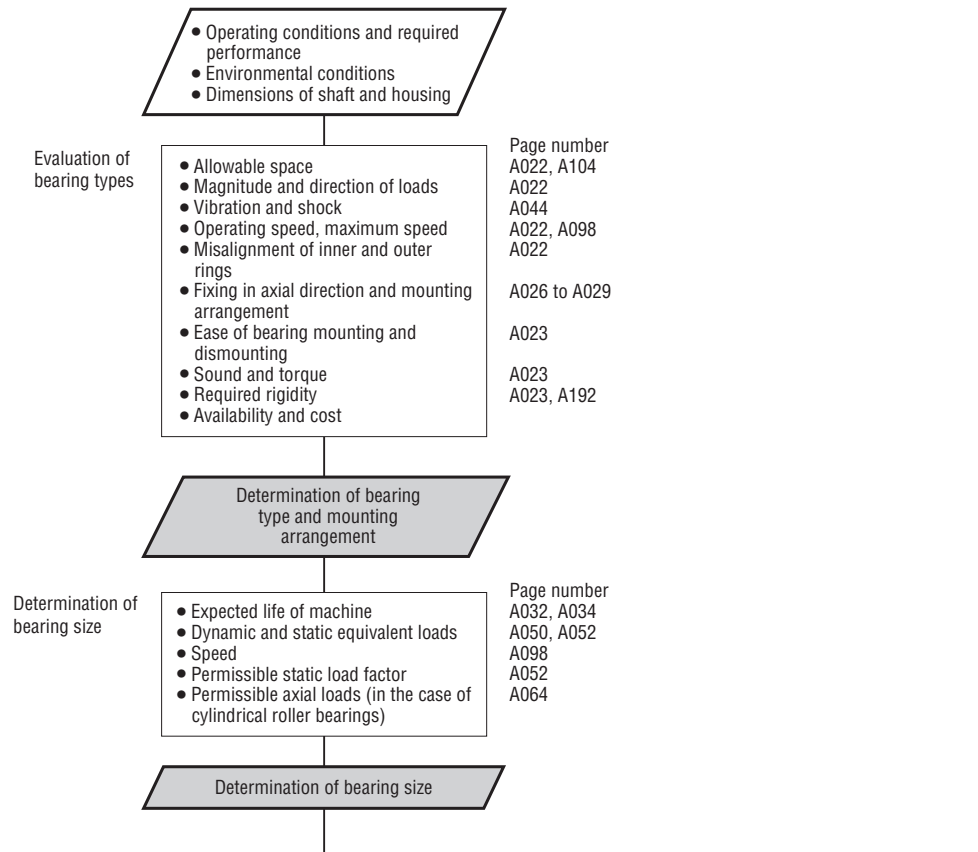 ● Operating conditions and required
performance
● Environmental conditions
● Dimensions of shaft and housing
Evaluation of
bearing types
Page number
● Allowable space A022, A104
● Magnitude and direction of loads A022
● Vibration and shock A044
● Operating speed, maximum speed A022, A098
● Misalignment of inner and outer A022
rings
● Fixing in axial direction and mounting A026 to A029
arrangement
● Ease of bearing mounting and A023
dismounting
● Sound and torque A023
● Required rigidity A023, A192
● Availability and cost
Determination of bearing
type and mounting
arrangement
Determination of
bearing size
Page number
● Expected life of machine A032, A034
● Dynamic and static equivalent loads A050, A052
● Speed A098
● Permissible static load factor A052
● Permissible axial loads (in the case of A064
cylindrical roller bearings)
Determination of bearing size